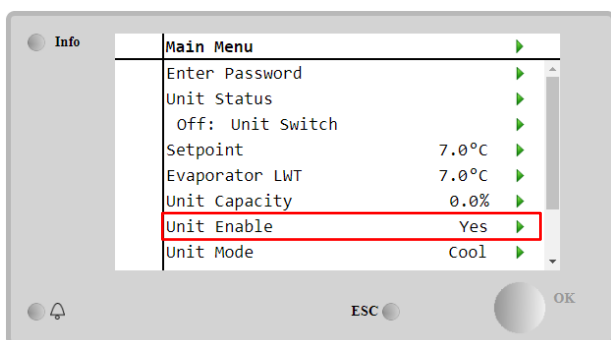 Info
Main Menu
Enter Password
Unit Status
Off: Unit Switch
Setpoint 7.0°C
Evaporator LWT 7.0°C
Unit Capacity 0.0%
Unit Enable Yes
Unit Mode Cool
ESC
OK